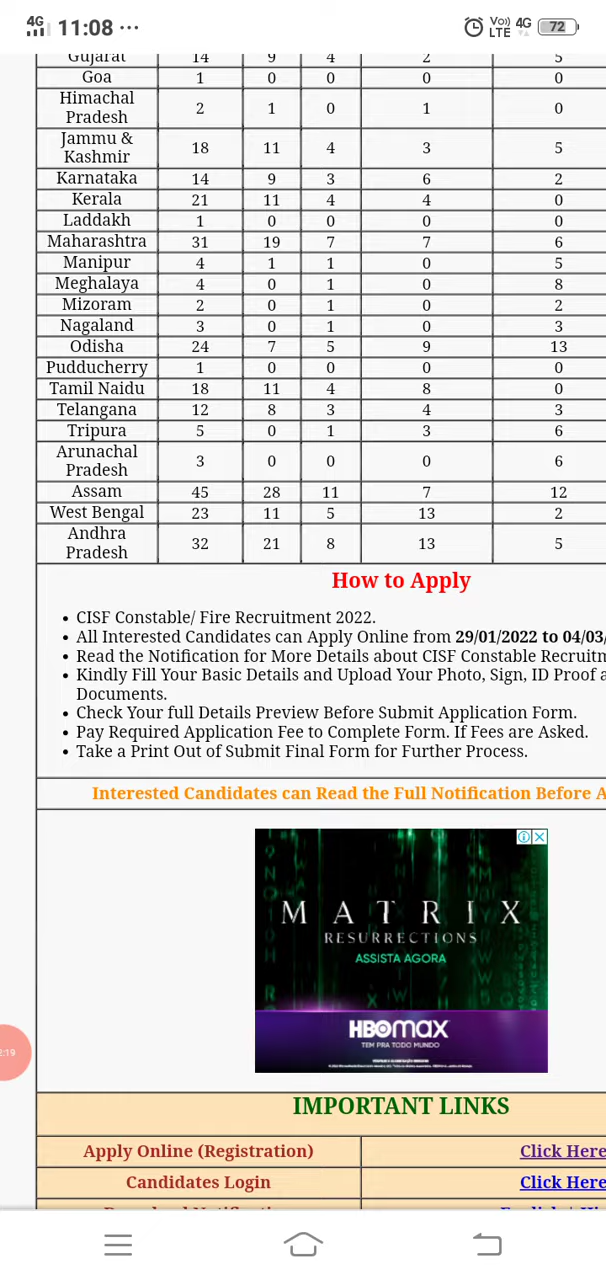 4G 11:08 ··· Vo)) LTE 4G 72
Gujarat 14 9 4 2 5
Goa 1 0 0 0 0
Himachal
Pradesh 2 1 0 1 0
Jammu &
Kashmir 18 11 4 3 5
Karnataka 14 9 3 6 2
Kerala 21 11 4 4 0
Laddakh 1 0 0 0 0
Maharashtra 31 19 7 7 6
Manipur 4 1 1 0 5
Meghalaya 4 0 1 0 8
Mizoram 2 0 1 0 2
Nagaland 3 0 1 0 3
Odisha 24 7 5 9 13
Pudducherry 1 0 0 0 0
Tamil Naidu 18 11 4 8 0
Telangana 12 8 3 4 3
Tripura 5 0 1 3 6
Arunachal
Pradesh 3 0 0 0 6
Assam 45 28 11 7 12
West Bengal 23 11 5 13 2
Andhra
Pradesh 32 21 8 13 5
How to Apply
• CISF Constable/ Fire Recruitment 2022.
• All Interested Candidates can Apply Online from 29/01/2022 to 04/03/
• Read the Notification for More Details about CISF Constable Recruitm
• Kindly Fill Your Basic Details and Upload Your Photo, Sign, ID Proof a
Documents.
• Check Your full Details Preview Before Submit Application Form.
• Pay Required Application Fee to Complete Form. If Fees are Asked.
• Take a Print Out of Submit Final Form for Further Process.
Interested Candidates can Read the Full Notification Before A
MATRIX
RESURRECTIONS
ASSISTA AGORA
HBOmax
TEM PRA TODO MUNDO
2:19
IMPORTANT LINKS
Apply Online (Registration) Click Here
Candidates Login Click Here